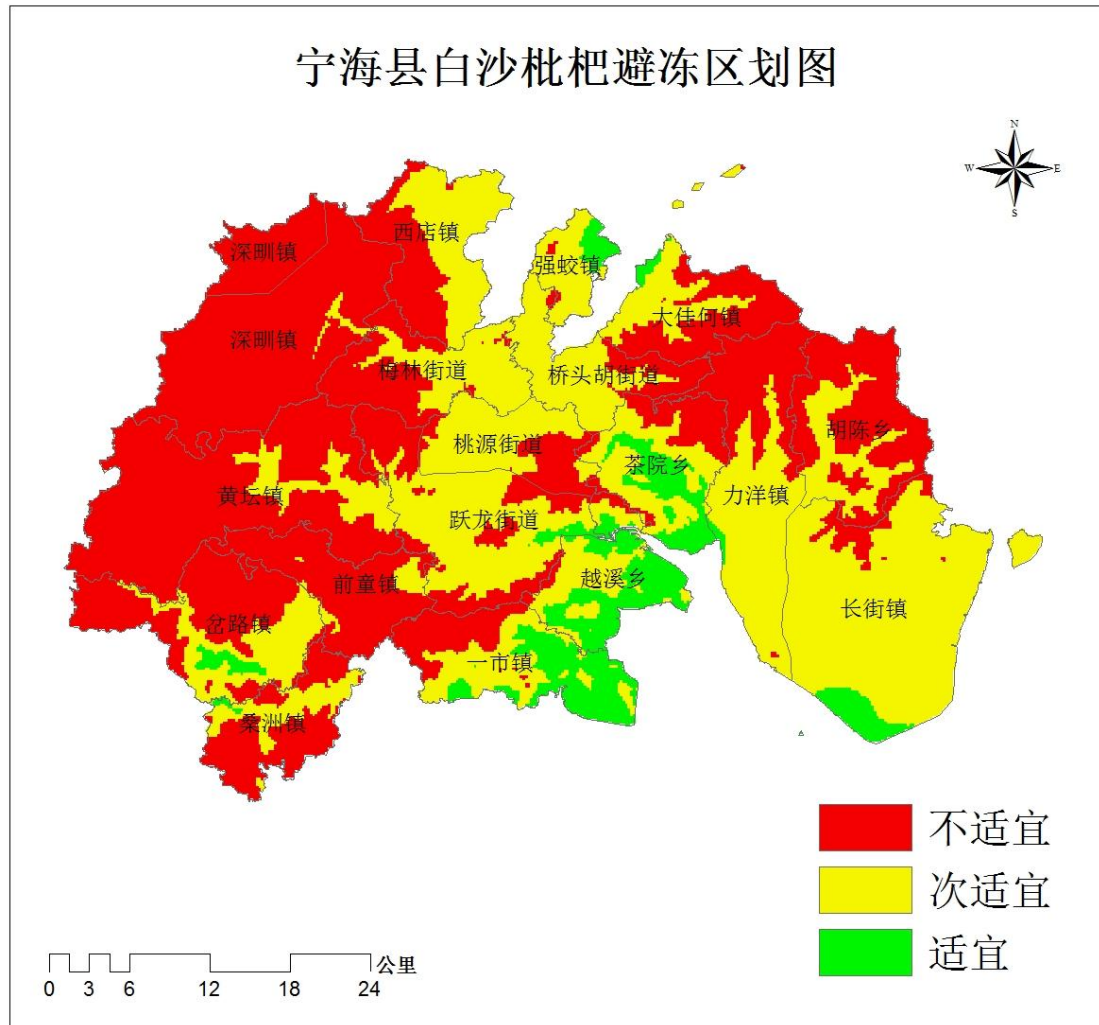 宁海县白沙枇杷避冻区划图
N
W
E
S
西店镇
深甽镇
强蛟镇
大佳何镇
深甽镇
梅林街道
桥头胡街道
胡陈乡
桃源街道
茶院乡
黄坛镇
力洋镇
跃龙街道
前童镇
越溪乡
岔路镇
长街镇
一市镇
桑洲镇
不适宜
次适宜
适宜
公里
0 3 6 12 18 24